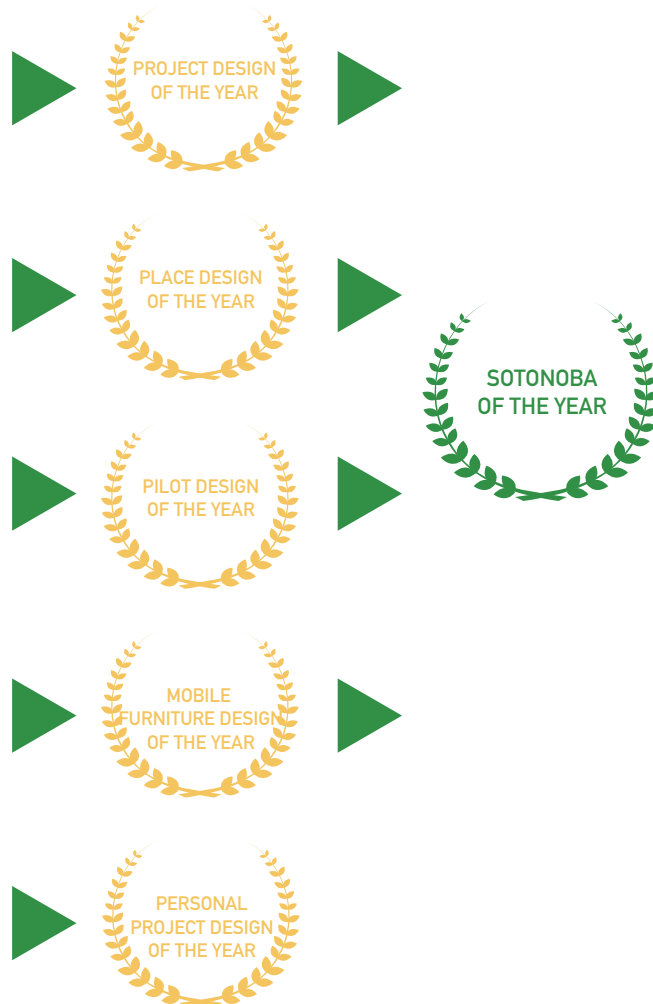 PROJECT DESIGN
OF THE YEAR
PLACE DESIGN
OF THE YEAR
SOTONOBA
OF THE YEAR
PILOT DESIGN
OF THE YEAR
MOBILE
FURNITURE DESIGN
OF THE YEAR
PERSONAL
PROJECT DESIGN
OF THE YEAR